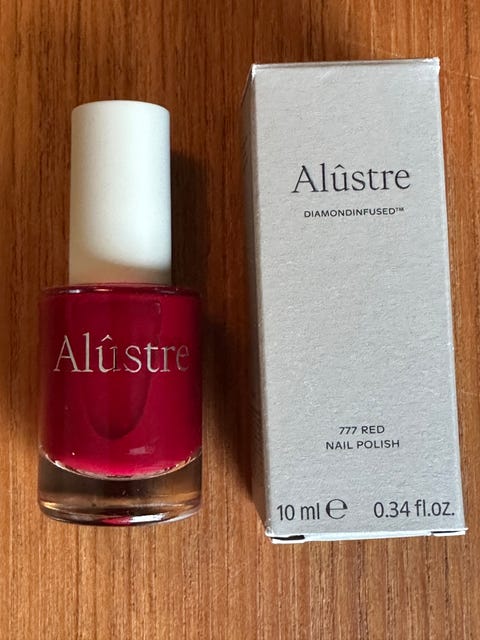 Alûstre
Alûstre
DIAMONDINFUSED™
777 RED
NAIL POLISH
10 ml ℮ 0.34 fl.oz.